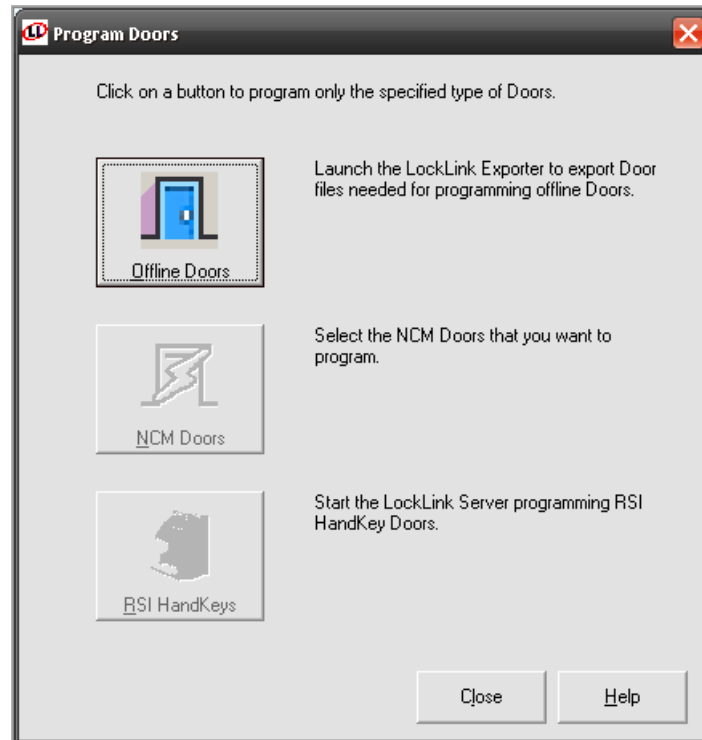 Program Doors
Click on a button to program only the specified type of Doors.
Offline Doors
Launch the LockLink Exporter to export Door
files needed for programming offline Doors.
NCM Doors
Select the NCM Doors that you want to
program.
RSI HandKeys
Start the LockLink Server programming RSI
HandKey Doors.
Close
Help